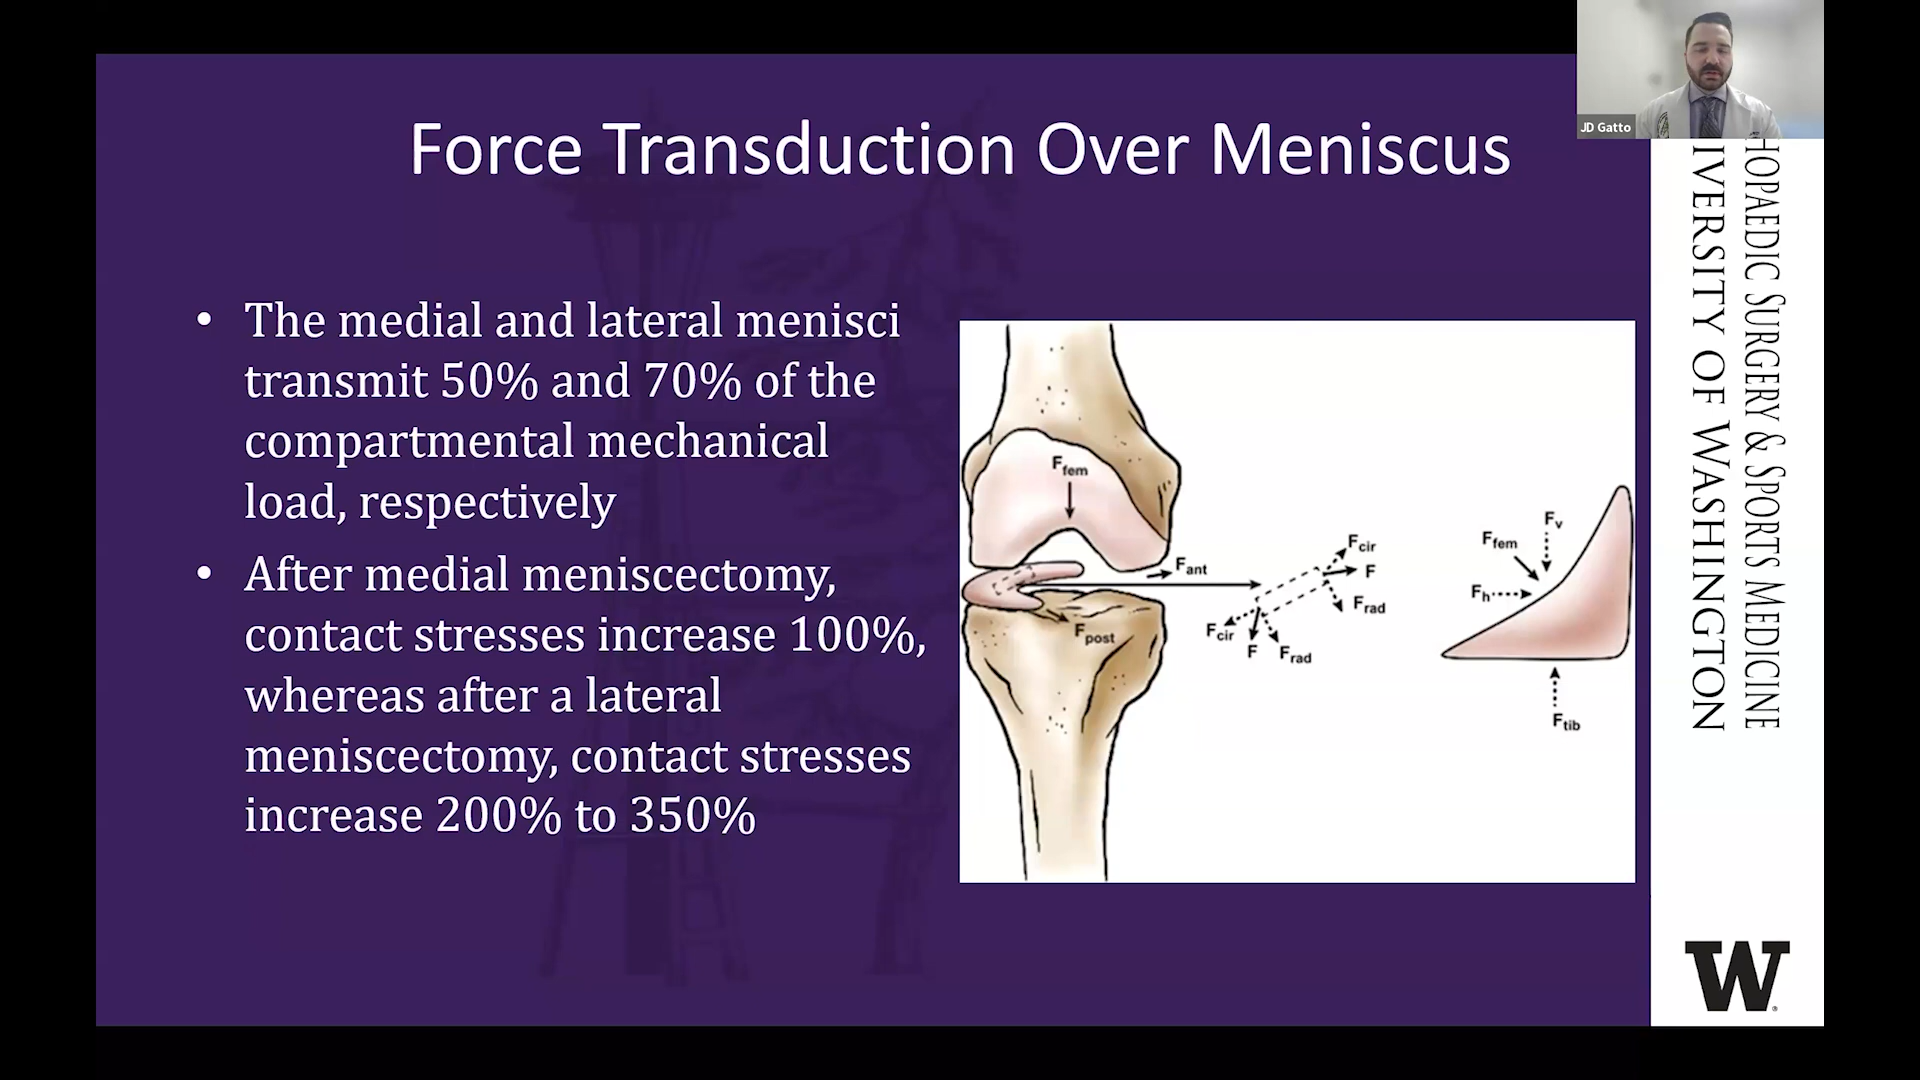 Force Transduction Over Meniscus
JD Gatto
• The medial and lateral menisci
transmit 50% and 70% of the
compartmental mechanical
load, respectively
• After medial meniscectomy,
contact stresses increase 100%,
whereas after a lateral
meniscectomy, contact stresses
increase 200% to 350%
Ffem
Fant
Fpost
Fcir
F
Frad
Fcir
F
Frad
Fv
Ffem
Fh
Ftib
HOPAEDIC SURGERY & SPORTS MEDICINE
IVERSITY OF WASHINGTON
W